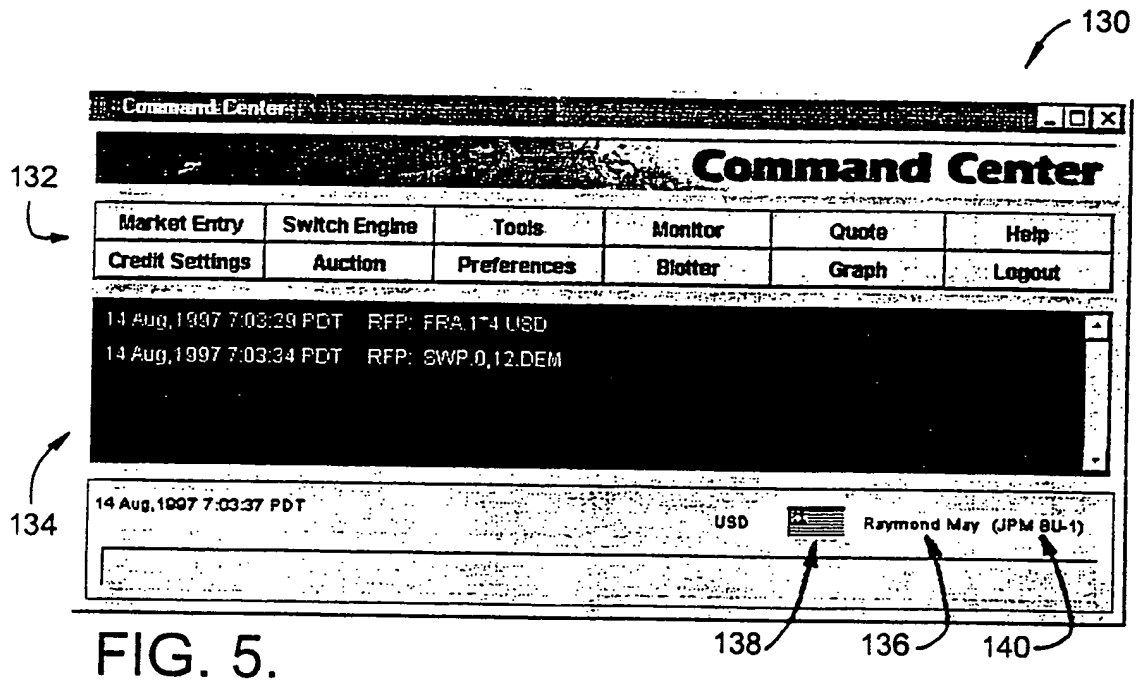 130
Command Center
Command Center
132
Market Entry Switch Engine Tools Monitor Quote Help
Credit Settings Auction Preferences Blotter Graph Logout
14 Aug,1997 7:03:29 PDT RFP: FRA.1*4.USD
14 Aug,1997 7:03:34 PDT RFP: SWP.0,12.DEM
134
14 Aug,1997 7:03:37 PDT
USD Raymond May (JPM BU-1)
138 136 140
FIG. 5.